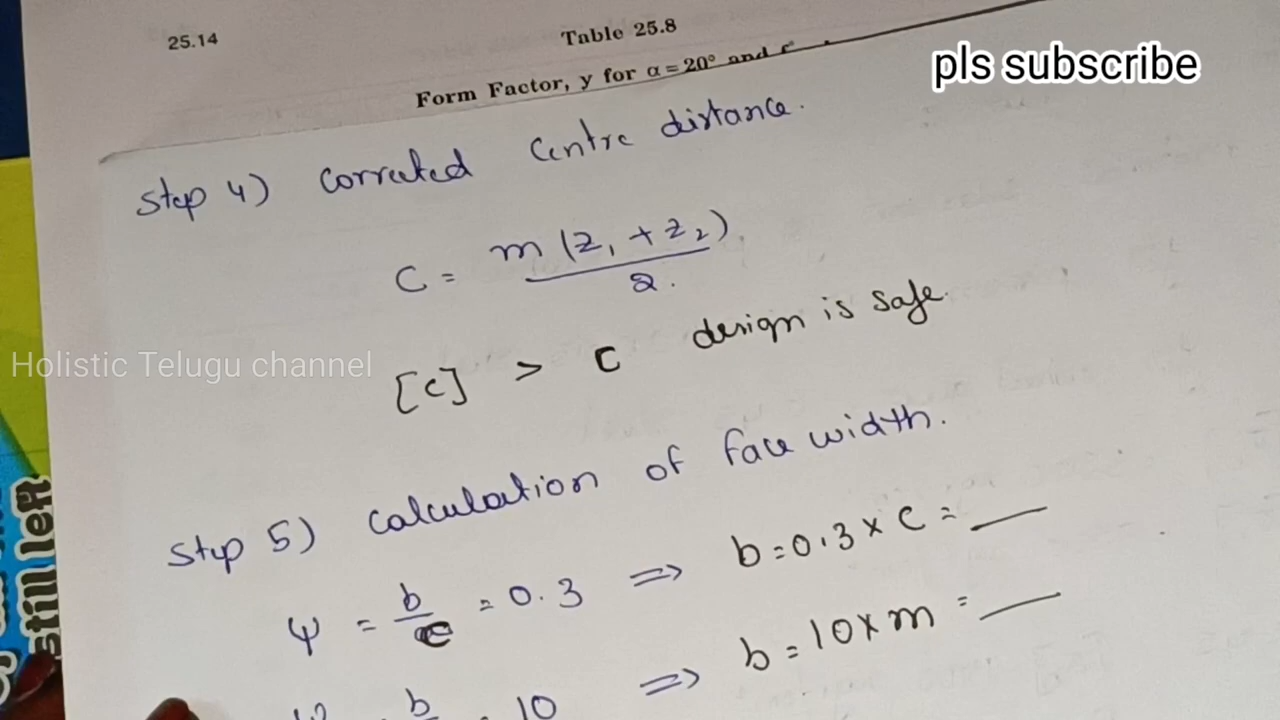 25.14
Table 25.8
pls subscribe
Form Factor, y for α = 20° and
Step 4) Corrected Centre distance.
C = m (z₁ + z₂) / 2.
Holistic Telugu channel
[c] > C design is safe.
Step 5) Calculation of face width.
ψ = b/c = 0.3 ⇒ b = 0.3 × c = —
b/ 10 ⇒ b = 10 × m = —
still left